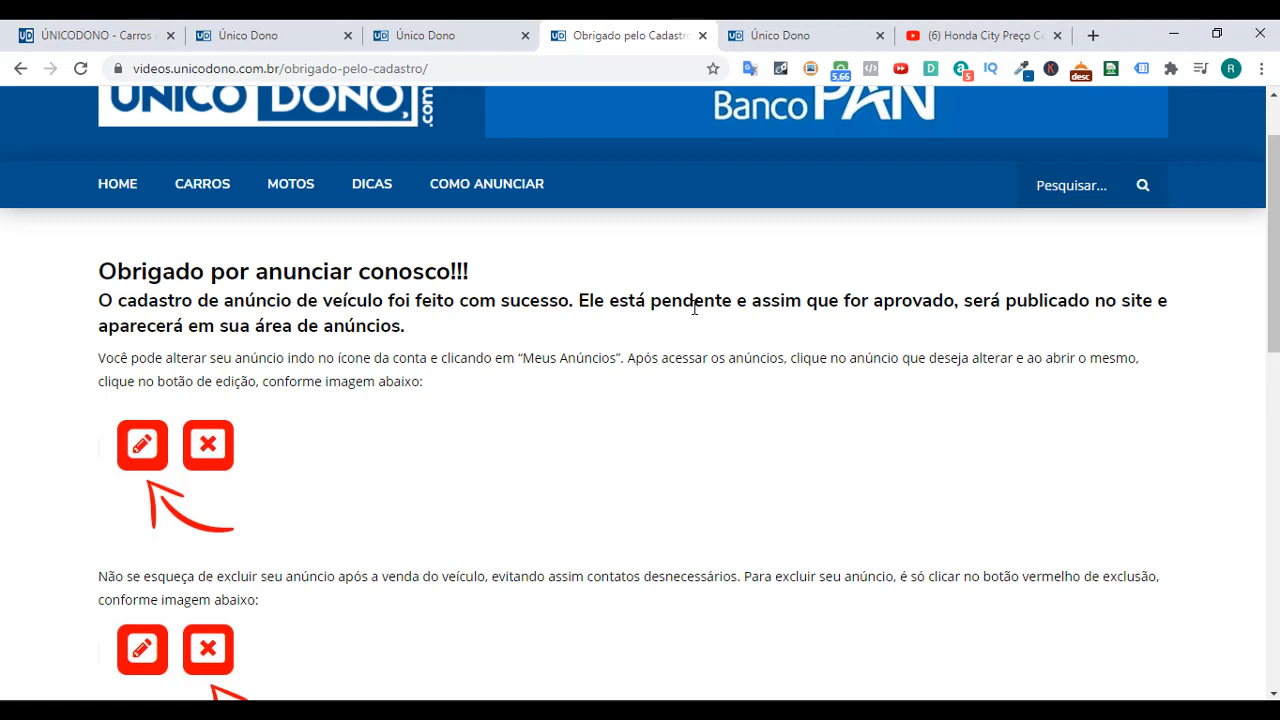 ÚNICODONO - Carros
Único Dono
Único Dono
Obrigado pelo Cadastro
Único Dono
(6) Honda City Preço Ca
videos.unicodono.com.br/obrigado-pelo-cadastro/
5,66
5
desc
R
ÚNICO DONO
.com
Banco PAN
HOME CARROS MOTOS DICAS COMO ANUNCIAR
Pesquisar...
Obrigado por anunciar conosco!!!
O cadastro de anúncio de veículo foi feito com sucesso. Ele está pendente e assim que for aprovado, será publicado no site e
aparecerá em sua área de anúncios.
Você pode alterar seu anúncio indo no ícone da conta e clicando em “Meus Anúncios”. Após acessar os anúncios, clique no anúncio que deseja alterar e ao abrir o mesmo,
clique no botão de edição, conforme imagem abaixo:
Não se esqueça de excluir seu anúncio após a venda do veículo, evitando assim contatos desnecessários. Para excluir seu anúncio, é só clicar no botão vermelho de exclusão,
conforme imagem abaixo: